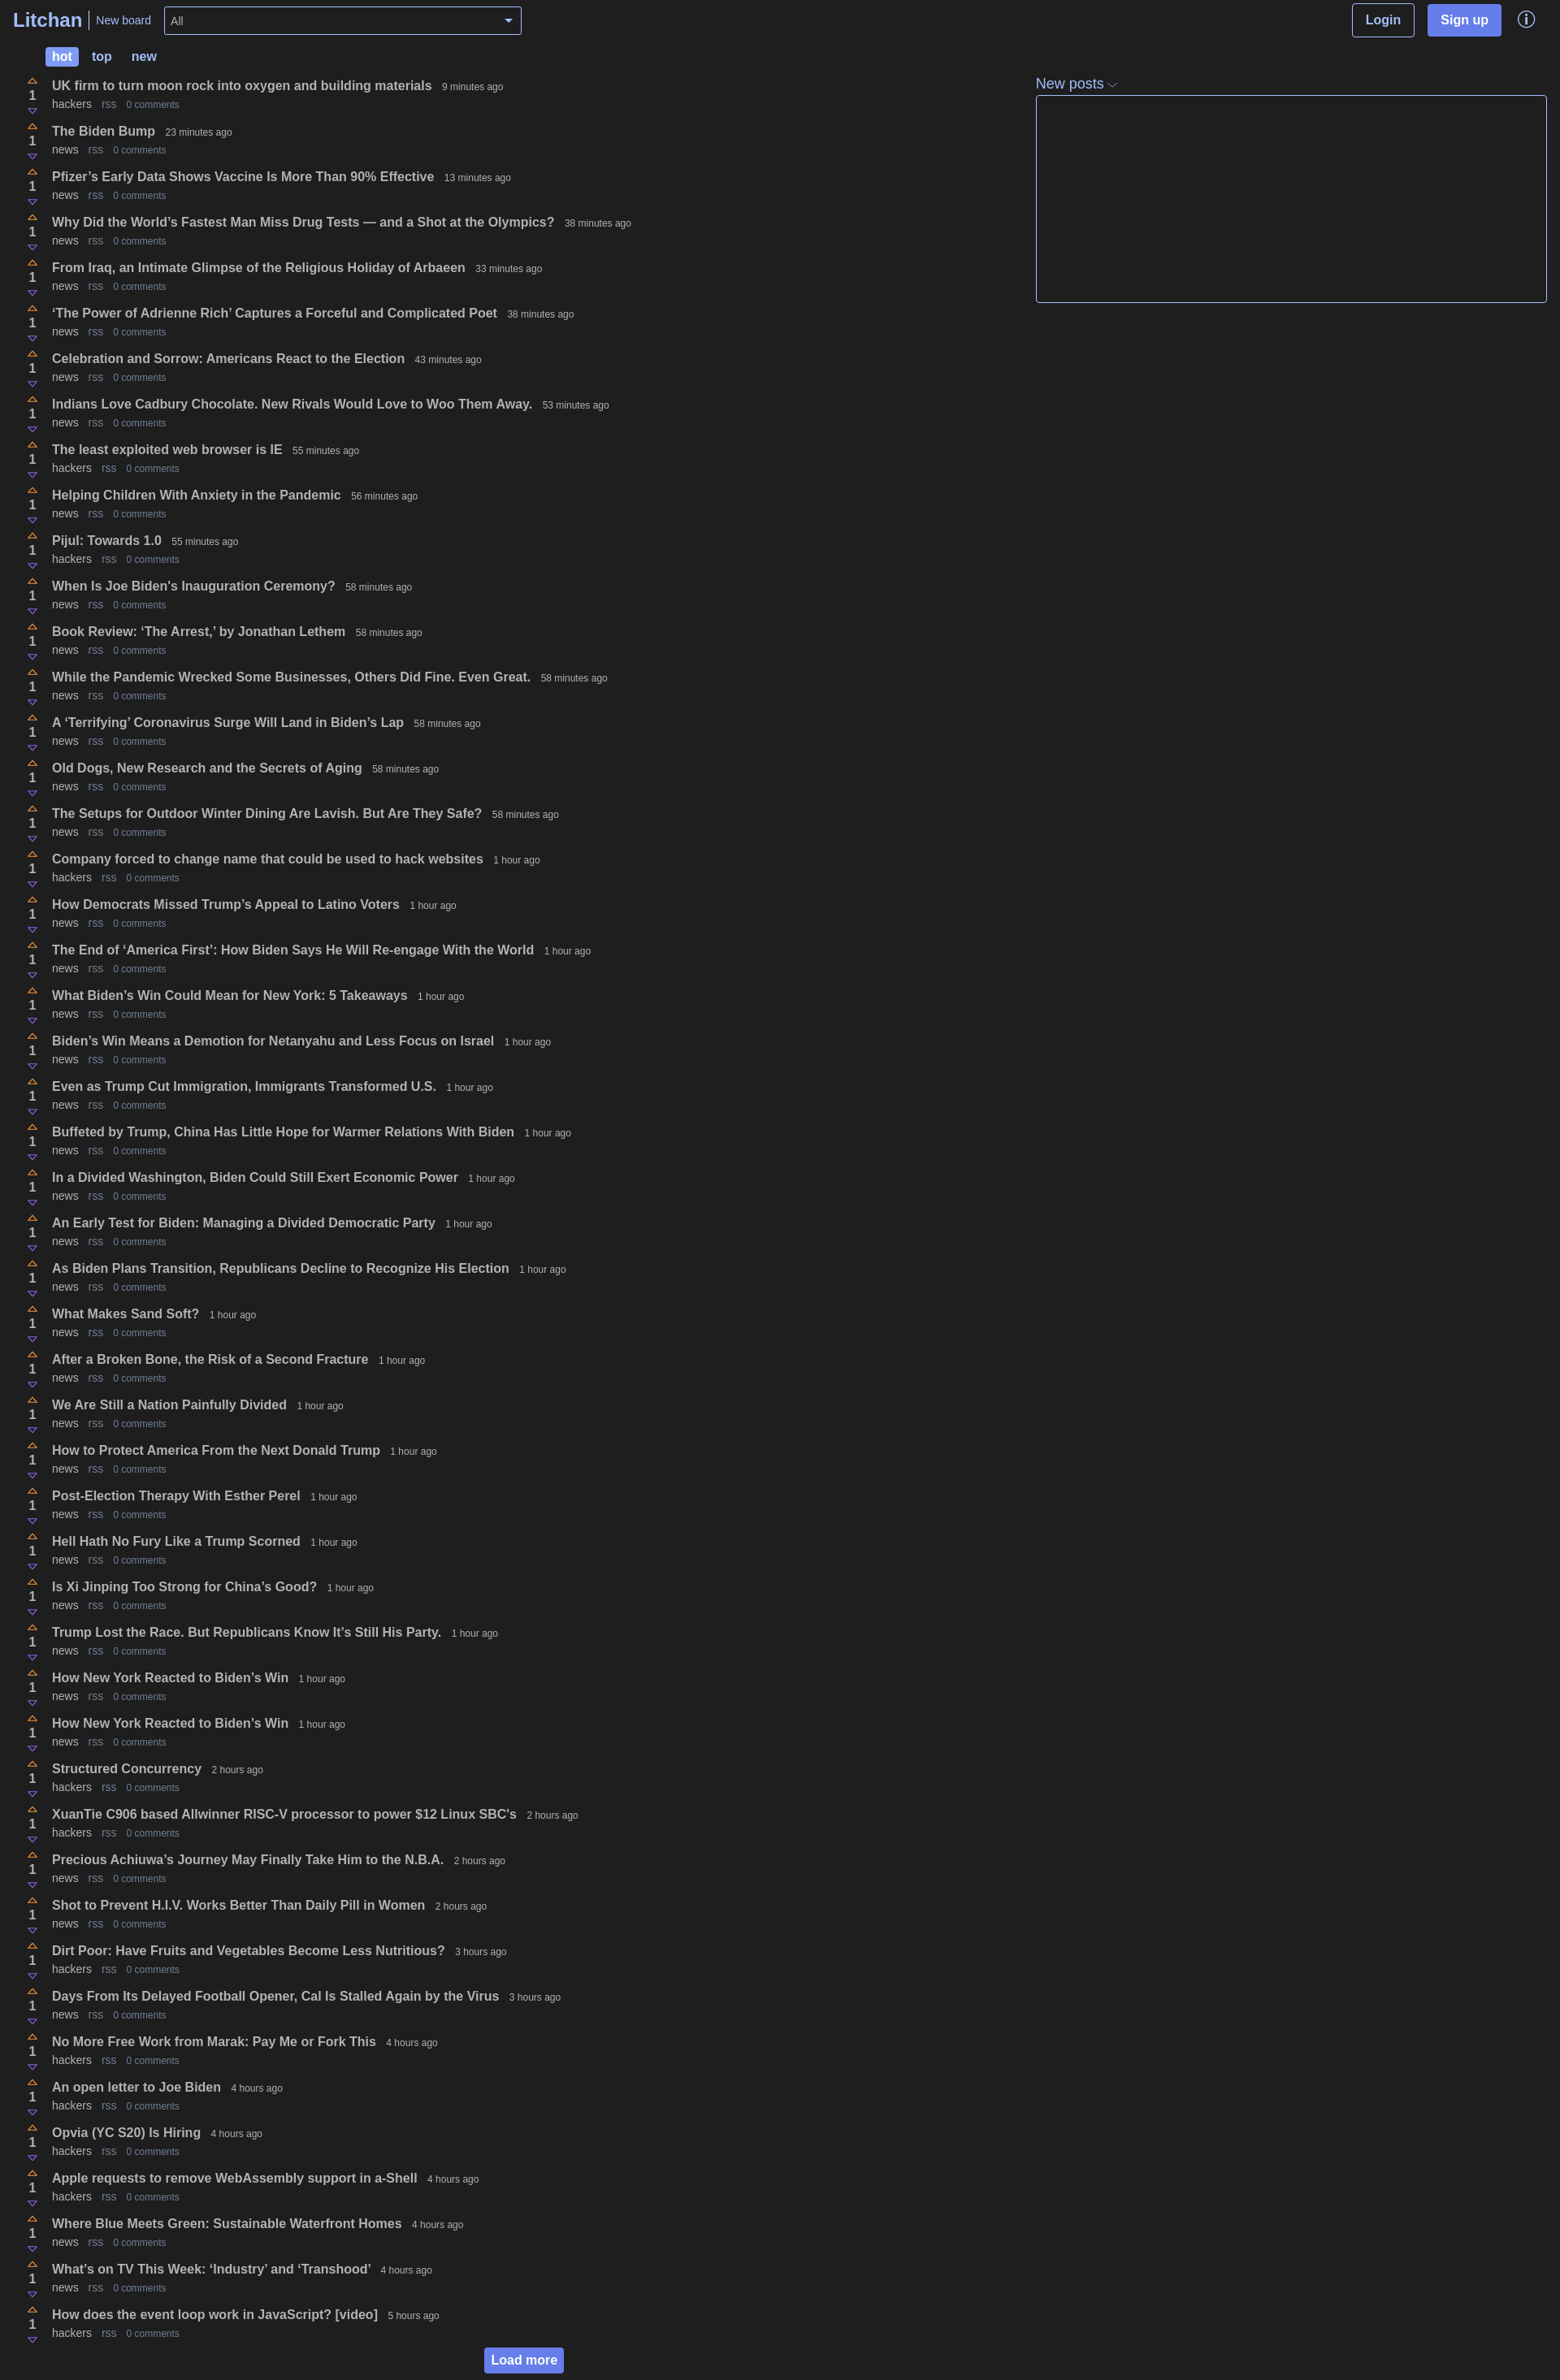 Litchan New board All Login Sign up
hot top new
New posts
UK firm to turn moon rock into oxygen and building materials 9 minutes ago
1
hackers rss 0 comments
The Biden Bump 23 minutes ago
1
news rss 0 comments
Pfizer’s Early Data Shows Vaccine Is More Than 90% Effective 13 minutes ago
1
news rss 0 comments
Why Did the World’s Fastest Man Miss Drug Tests — and a Shot at the Olympics? 38 minutes ago
1
news rss 0 comments
From Iraq, an Intimate Glimpse of the Religious Holiday of Arbaeen 33 minutes ago
1
news rss 0 comments
‘The Power of Adrienne Rich’ Captures a Forceful and Complicated Poet 38 minutes ago
1
news rss 0 comments
Celebration and Sorrow: Americans React to the Election 43 minutes ago
1
news rss 0 comments
Indians Love Cadbury Chocolate. New Rivals Would Love to Woo Them Away. 53 minutes ago
1
news rss 0 comments
The least exploited web browser is IE 55 minutes ago
1
hackers rss 0 comments
Helping Children With Anxiety in the Pandemic 56 minutes ago
1
news rss 0 comments
Pijul: Towards 1.0 55 minutes ago
1
hackers rss 0 comments
When Is Joe Biden's Inauguration Ceremony? 58 minutes ago
1
news rss 0 comments
Book Review: ‘The Arrest,’ by Jonathan Lethem 58 minutes ago
1
news rss 0 comments
While the Pandemic Wrecked Some Businesses, Others Did Fine. Even Great. 58 minutes ago
1
news rss 0 comments
A ‘Terrifying’ Coronavirus Surge Will Land in Biden’s Lap 58 minutes ago
1
news rss 0 comments
Old Dogs, New Research and the Secrets of Aging 58 minutes ago
1
news rss 0 comments
The Setups for Outdoor Winter Dining Are Lavish. But Are They Safe? 58 minutes ago
1
news rss 0 comments
Company forced to change name that could be used to hack websites 1 hour ago
1
hackers rss 0 comments
How Democrats Missed Trump’s Appeal to Latino Voters 1 hour ago
1
news rss 0 comments
The End of ‘America First’: How Biden Says He Will Re-engage With the World 1 hour ago
1
news rss 0 comments
What Biden’s Win Could Mean for New York: 5 Takeaways 1 hour ago
1
news rss 0 comments
Biden’s Win Means a Demotion for Netanyahu and Less Focus on Israel 1 hour ago
1
news rss 0 comments
Even as Trump Cut Immigration, Immigrants Transformed U.S. 1 hour ago
1
news rss 0 comments
Buffeted by Trump, China Has Little Hope for Warmer Relations With Biden 1 hour ago
1
news rss 0 comments
In a Divided Washington, Biden Could Still Exert Economic Power 1 hour ago
1
news rss 0 comments
An Early Test for Biden: Managing a Divided Democratic Party 1 hour ago
1
news rss 0 comments
As Biden Plans Transition, Republicans Decline to Recognize His Election 1 hour ago
1
news rss 0 comments
What Makes Sand Soft? 1 hour ago
1
news rss 0 comments
After a Broken Bone, the Risk of a Second Fracture 1 hour ago
1
news rss 0 comments
We Are Still a Nation Painfully Divided 1 hour ago
1
news rss 0 comments
How to Protect America From the Next Donald Trump 1 hour ago
1
news rss 0 comments
Post-Election Therapy With Esther Perel 1 hour ago
1
news rss 0 comments
Hell Hath No Fury Like a Trump Scorned 1 hour ago
1
news rss 0 comments
Is Xi Jinping Too Strong for China’s Good? 1 hour ago
1
news rss 0 comments
Trump Lost the Race. But Republicans Know It’s Still His Party. 1 hour ago
1
news rss 0 comments
How New York Reacted to Biden’s Win 1 hour ago
1
news rss 0 comments
How New York Reacted to Biden’s Win 1 hour ago
1
news rss 0 comments
Structured Concurrency 2 hours ago
1
hackers rss 0 comments
XuanTie C906 based Allwinner RISC-V processor to power $12 Linux SBC's 2 hours ago
1
hackers rss 0 comments
Precious Achiuwa’s Journey May Finally Take Him to the N.B.A. 2 hours ago
1
news rss 0 comments
Shot to Prevent H.I.V. Works Better Than Daily Pill in Women 2 hours ago
1
news rss 0 comments
Dirt Poor: Have Fruits and Vegetables Become Less Nutritious? 3 hours ago
1
hackers rss 0 comments
Days From Its Delayed Football Opener, Cal Is Stalled Again by the Virus 3 hours ago
1
news rss 0 comments
No More Free Work from Marak: Pay Me or Fork This 4 hours ago
1
hackers rss 0 comments
An open letter to Joe Biden 4 hours ago
1
hackers rss 0 comments
Opvia (YC S20) Is Hiring 4 hours ago
1
hackers rss 0 comments
Apple requests to remove WebAssembly support in a-Shell 4 hours ago
1
hackers rss 0 comments
Where Blue Meets Green: Sustainable Waterfront Homes 4 hours ago
1
news rss 0 comments
What’s on TV This Week: ‘Industry’ and ‘Transhood’ 4 hours ago
1
news rss 0 comments
How does the event loop work in JavaScript? [video] 5 hours ago
1
hackers rss 0 comments
Load more